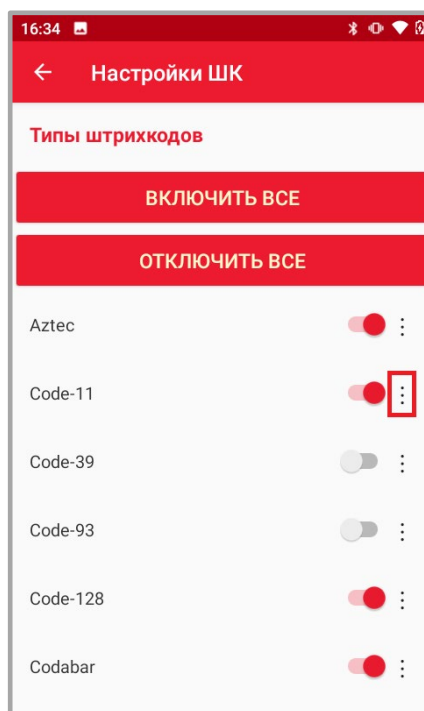 16:34
Настройки ШК
Типы штрихкодов
ВКЛЮЧИТЬ ВСЕ
ОТКЛЮЧИТЬ ВСЕ
Aztec
Code-11
Code-39
Code-93
Code-128
Codabar